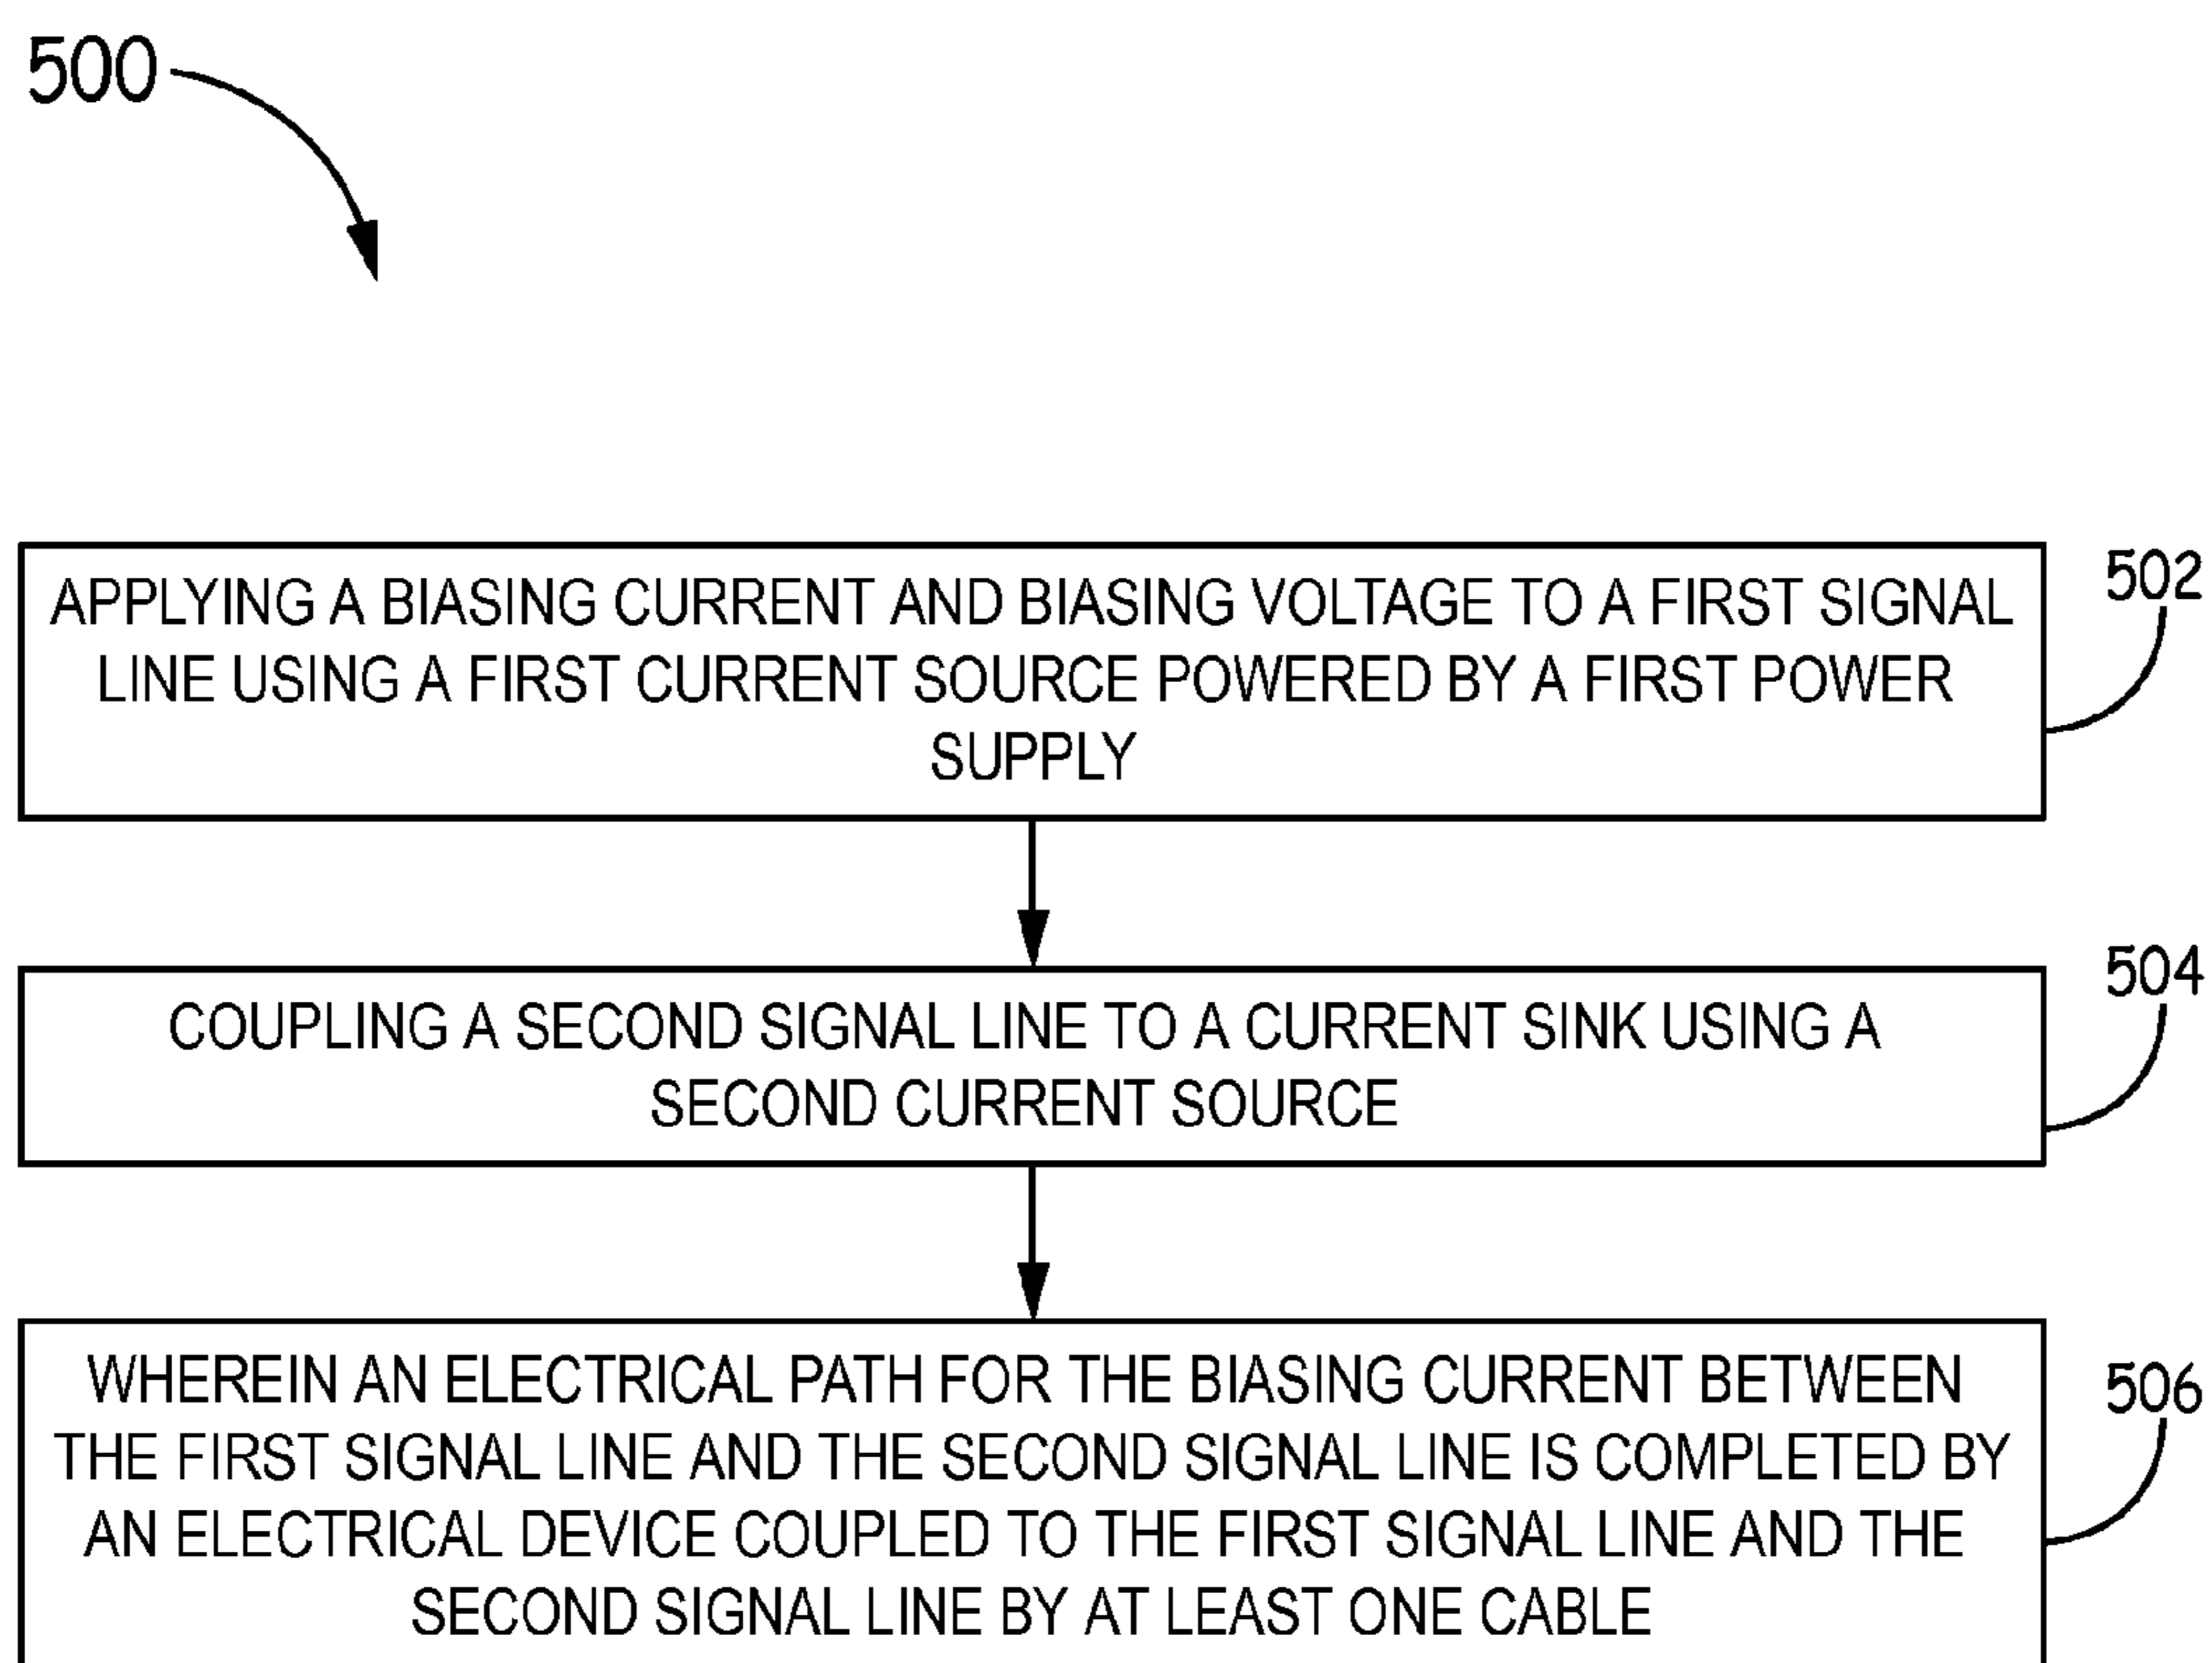 500
APPLYING A BIASING CURRENT AND BIASING VOLTAGE TO A FIRST SIGNAL
LINE USING A FIRST CURRENT SOURCE POWERED BY A FIRST POWER
SUPPLY
502
COUPLING A SECOND SIGNAL LINE TO A CURRENT SINK USING A
SECOND CURRENT SOURCE
504
WHEREIN AN ELECTRICAL PATH FOR THE BIASING CURRENT BETWEEN
THE FIRST SIGNAL LINE AND THE SECOND SIGNAL LINE IS COMPLETED BY
AN ELECTRICAL DEVICE COUPLED TO THE FIRST SIGNAL LINE AND THE
SECOND SIGNAL LINE BY AT LEAST ONE CABLE
506